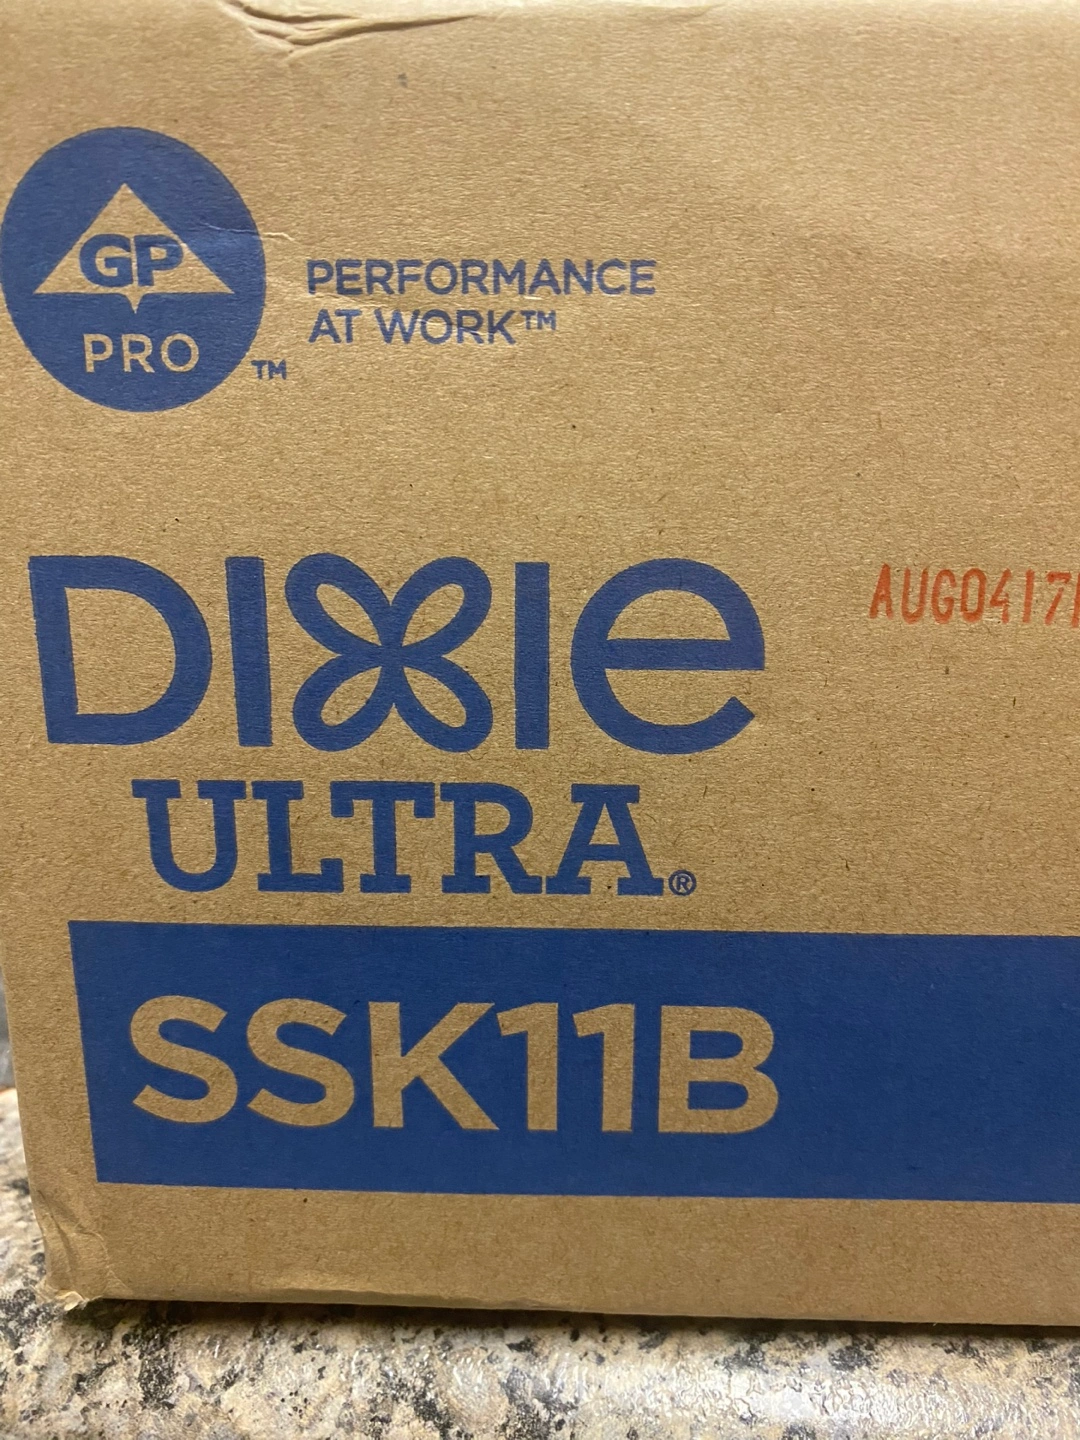 GP
PRO
TM
PERFORMANCE
AT WORK™
DIXIE
ULTRA®
AUG0417
SSK11B